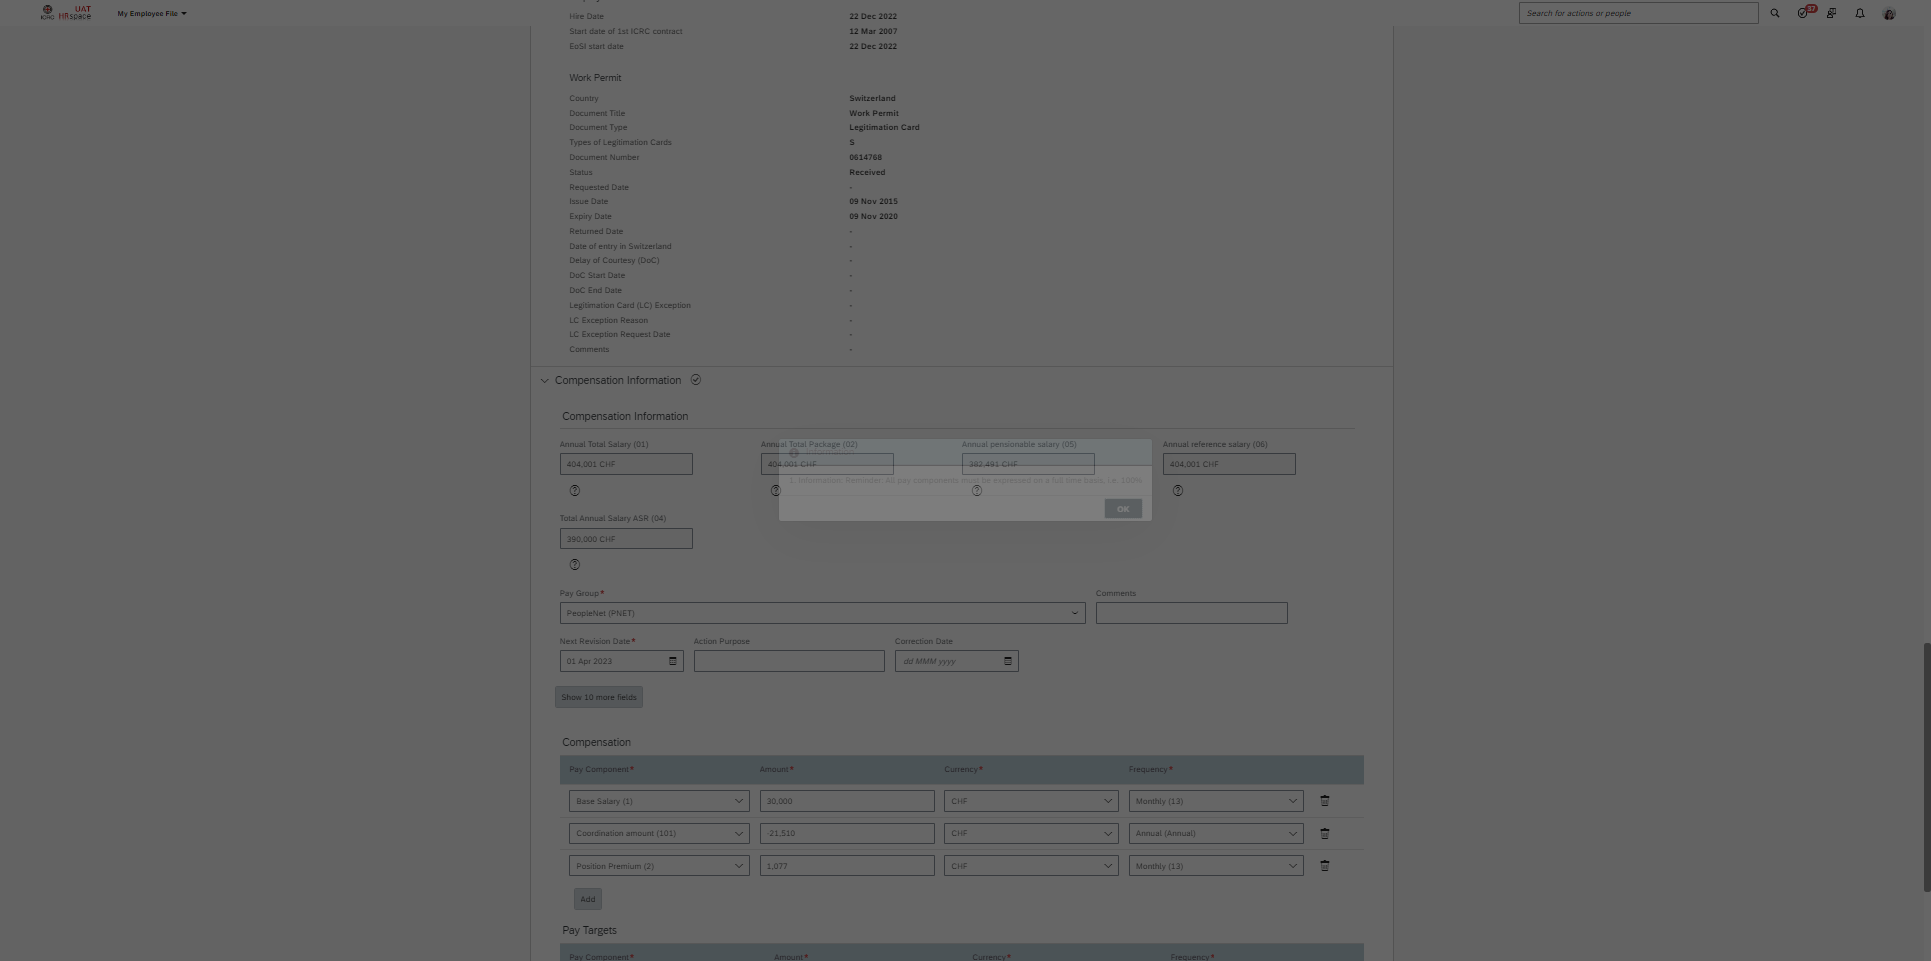 UAT
ICRC HRspace My Employee File Search for actions or people 37
Hire Date 22 Dec 2022
Start date of 1st ICRC contract 12 Mar 2007
EoSI start date 22 Dec 2022
Work Permit
Country Switzerland
Document Title Work Permit
Document Type Legitimation Card
Types of Legitimation Cards S
Document Number 0614768
Status Received
Requested Date -
Issue Date 09 Nov 2015
Expiry Date 09 Nov 2020
Returned Date -
Date of entry in Switzerland -
Delay of Courtesy (DoC) -
DoC Start Date -
DoC End Date -
Legitimation Card (LC) Exception -
LC Exception Reason -
LC Exception Request Date -
Comments -
Compensation Information
Compensation Information
Annual Total Salary (01) Annual Total Package (02) Annual pensionable salary (05) Annual reference salary (06)
Information
404,001 CHF 404,001 CHF 382,491 CHF 404,001 CHF
1. Information: Reminder: All pay components must be expressed on a full time basis, i.e. 100%
OK
Total Annual Salary ASR (04)
390,000 CHF
Pay Group* Comments
PeopleNet (PNET)
Next Revision Date* Action Purpose Correction Date
01 Apr 2023 dd MMM yyyy
Show 10 more fields
Compensation
Pay Component* Amount* Currency* Frequency*
Base Salary (1) 30,000 CHF Monthly (13)
Coordination amount (101) -21,510 CHF Annual (Annual)
Position Premium (2) 1,077 CHF Monthly (13)
Add
Pay Targets
Pay Component* Amount* Currency* Frequency*